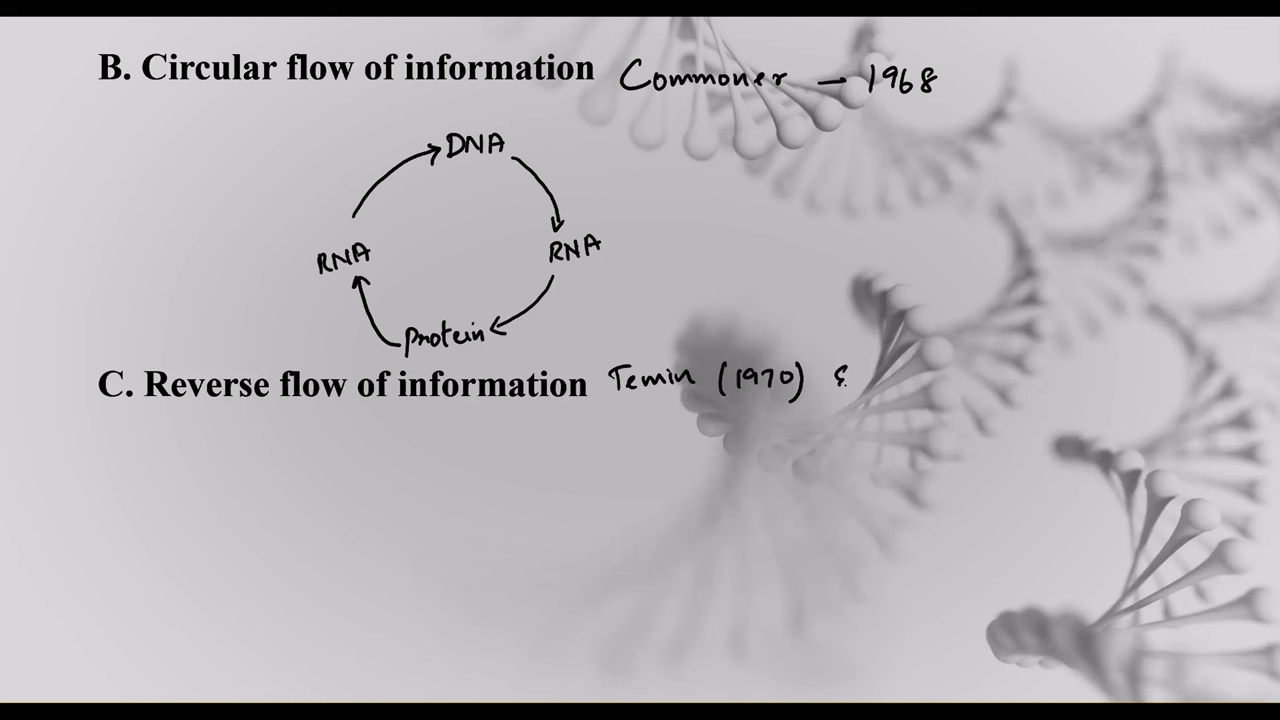 B. Circular flow of information Commoner - 1968
DNA
RNA RNA
Protein
C. Reverse flow of information Temin (1970) &